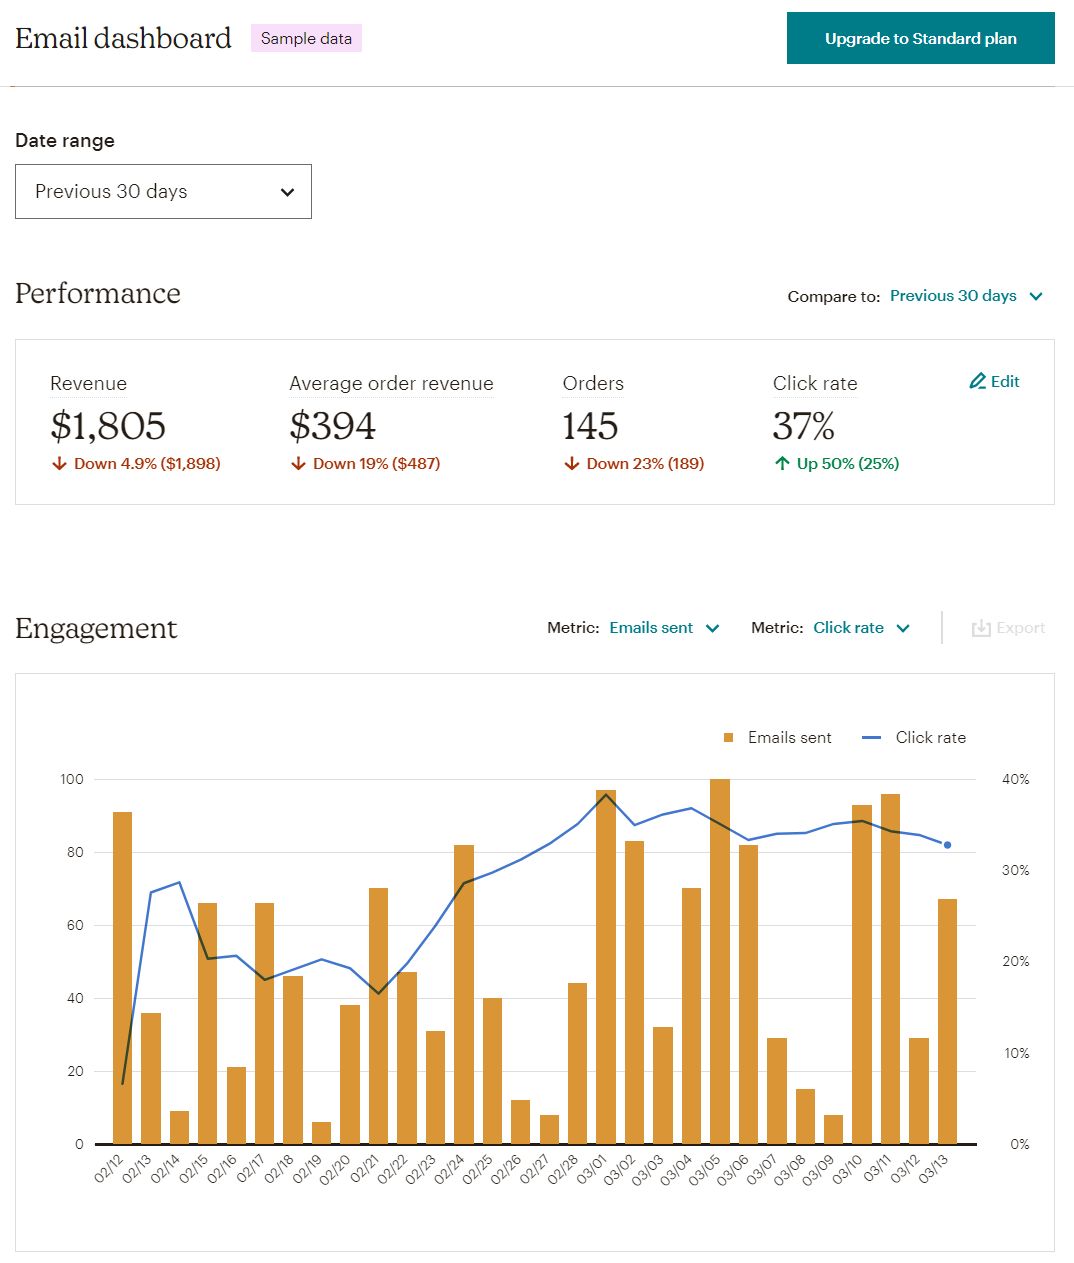 Email dashboard Sample data Upgrade to Standard plan
Date range
Previous 30 days
Performance Compare to: Previous 30 days
Revenue Average order revenue Orders Click rate Edit
$1,805 $394 145 37%
Down 4.9% ($1,898) Down 19% ($487) Down 23% (189) Up 50% (25%)
Engagement Metric: Emails sent Metric: Click rate Export
Emails sent Click rate
100 40%
80
30%
60
20%
40
10%
20
0 0%
02/12 02/13 02/14 02/15 02/16 02/17 02/18 02/19 02/20 02/21 02/22 02/23 02/24 02/25 02/26 02/27 02/28 03/01 03/02 03/03 03/04 03/05 03/06 03/07 03/08 03/09 03/10 03/11 03/12 03/13